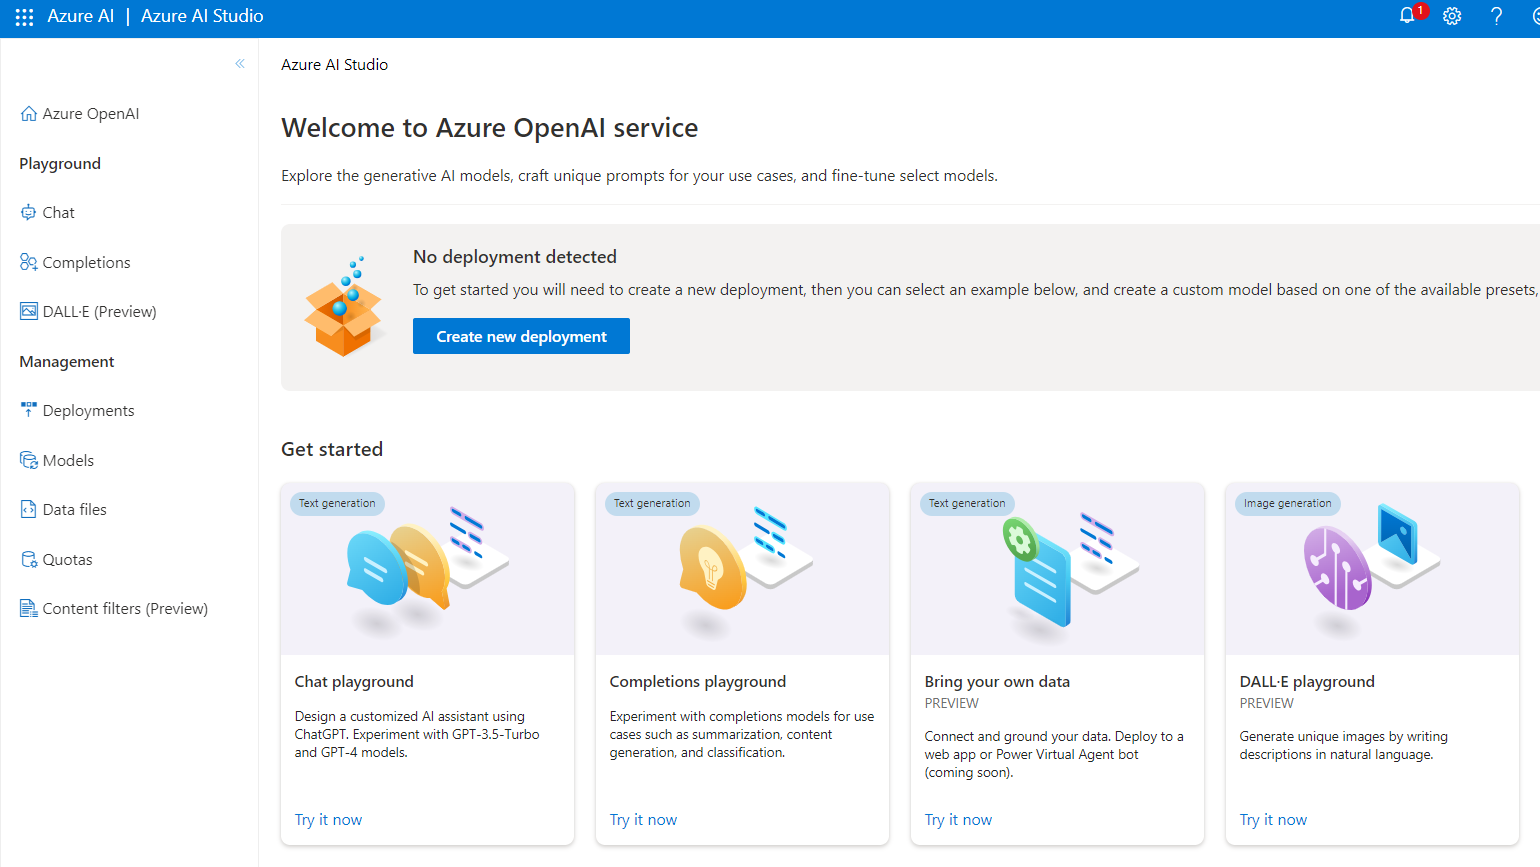 Azure AI | Azure AI Studio
1
Azure OpenAI
Playground
Chat
Completions
DALL·E (Preview)
Management
Deployments
Models
Data files
Quotas
Content filters (Preview)
Azure AI Studio
Welcome to Azure OpenAI service
Explore the generative AI models, craft unique prompts for your use cases, and fine-tune select models.
No deployment detected
To get started you will need to create a new deployment, then you can select an example below, and create a custom model based on one of the available presets,
Create new deployment
Get started
Text generation
Chat playground
Design a customized AI assistant using
ChatGPT. Experiment with GPT-3.5-Turbo
and GPT-4 models.
Try it now
Text generation
Completions playground
Experiment with completions models for use
cases such as summarization, content
generation, and classification.
Try it now
Text generation
Bring your own data
PREVIEW
Connect and ground your data. Deploy to a
web app or Power Virtual Agent bot
(coming soon).
Try it now
Image generation
DALL·E playground
PREVIEW
Generate unique images by writing
descriptions in natural language.
Try it now